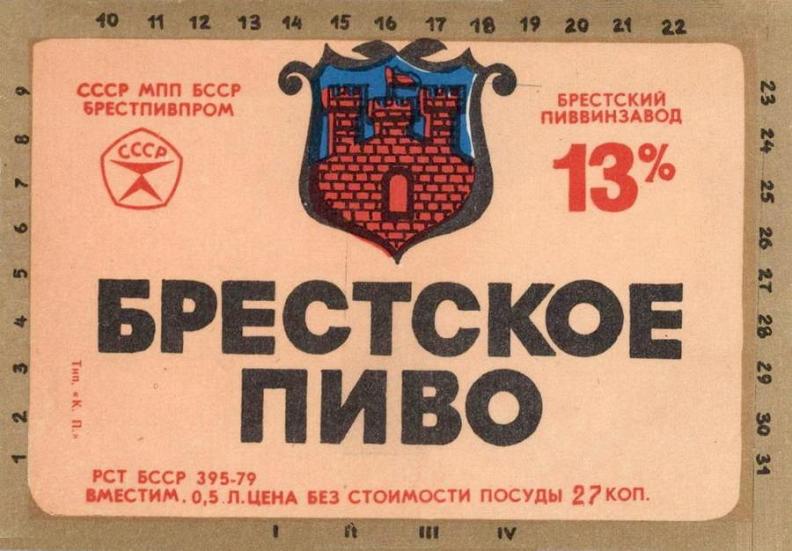 10 11 12 13 14 15 16 17 18 19 20 21 22
СССР МПП БССР
БРЕСТПИВПРОМ
СССР
БРЕСТСКИЙ
ПИВВИНЗАВОД
13%
БРЕСТСКОЕ
ПИВО
Тип. «К. П.»
РСТ БССР 395-79
ВМЕСТИМ. 0,5 Л. ЦЕНА БЕЗ СТОИМОСТИ ПОСУДЫ 27 КОП.
1 2 3 4 5 6 7 8 9
23 24 25 26 27 28 29 30 31
I II III IV